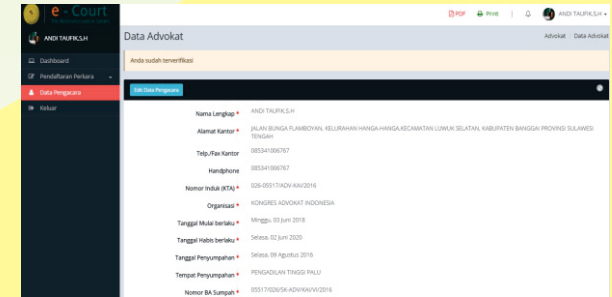 e - Court
PDF
Print
ANDI TAUFIK,S.H
ANDI TAUFIK,S.H
Data Advokat
Advokat
Data Advokat
Dashboard
Pendaftaran Perkara
Data Pengacara
Keluar
Anda sudah terverifikasi
Edit Data Pengacara
Nama Lengkap * ANDI TAUFIK,S.H
Alamat Kantor * JALAN BUNGA FLAMBOYAN, KELURAHAN HANGA-HANGA,KECAMATAN LUWUK SELATAN, KABUPATEN BANGGAI PROVINSI SULAWESI
TENGAH
Telp./Fax Kantor 085341006767
Handphone 085341006767
Nomor Induk (KTA) * 026-05517/ADV-KAI/2016
Organisasi * KONGRES ADVOKAT INDONESIA
Tanggal Mulai berlaku * Minggu, 03 Juni 2018
Tanggal Habis berlaku * Selasa, 02 Juni 2020
Tanggal Penyumpahan * Selasa, 09 Agustus 2016
Tempat Penyumpahan * PENGADILAN TINGGI PALU
Nomor BA Sumpah * 05517/026/SK-ADV/KAI/VI/2016